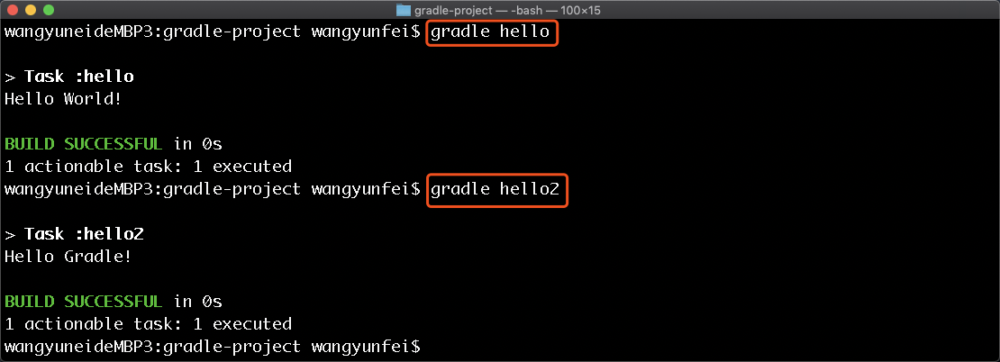 gradle-project — -bash — 100×15
wangyuneideMBP3:gradle-project wangyunfei$ gradle hello
> Task :hello
Hello World!
BUILD SUCCESSFUL in 0s
1 actionable task: 1 executed
wangyuneideMBP3:gradle-project wangyunfei$ gradle hello2
> Task :hello2
Hello Gradle!
BUILD SUCCESSFUL in 0s
1 actionable task: 1 executed
wangyuneideMBP3:gradle-project wangyunfei$